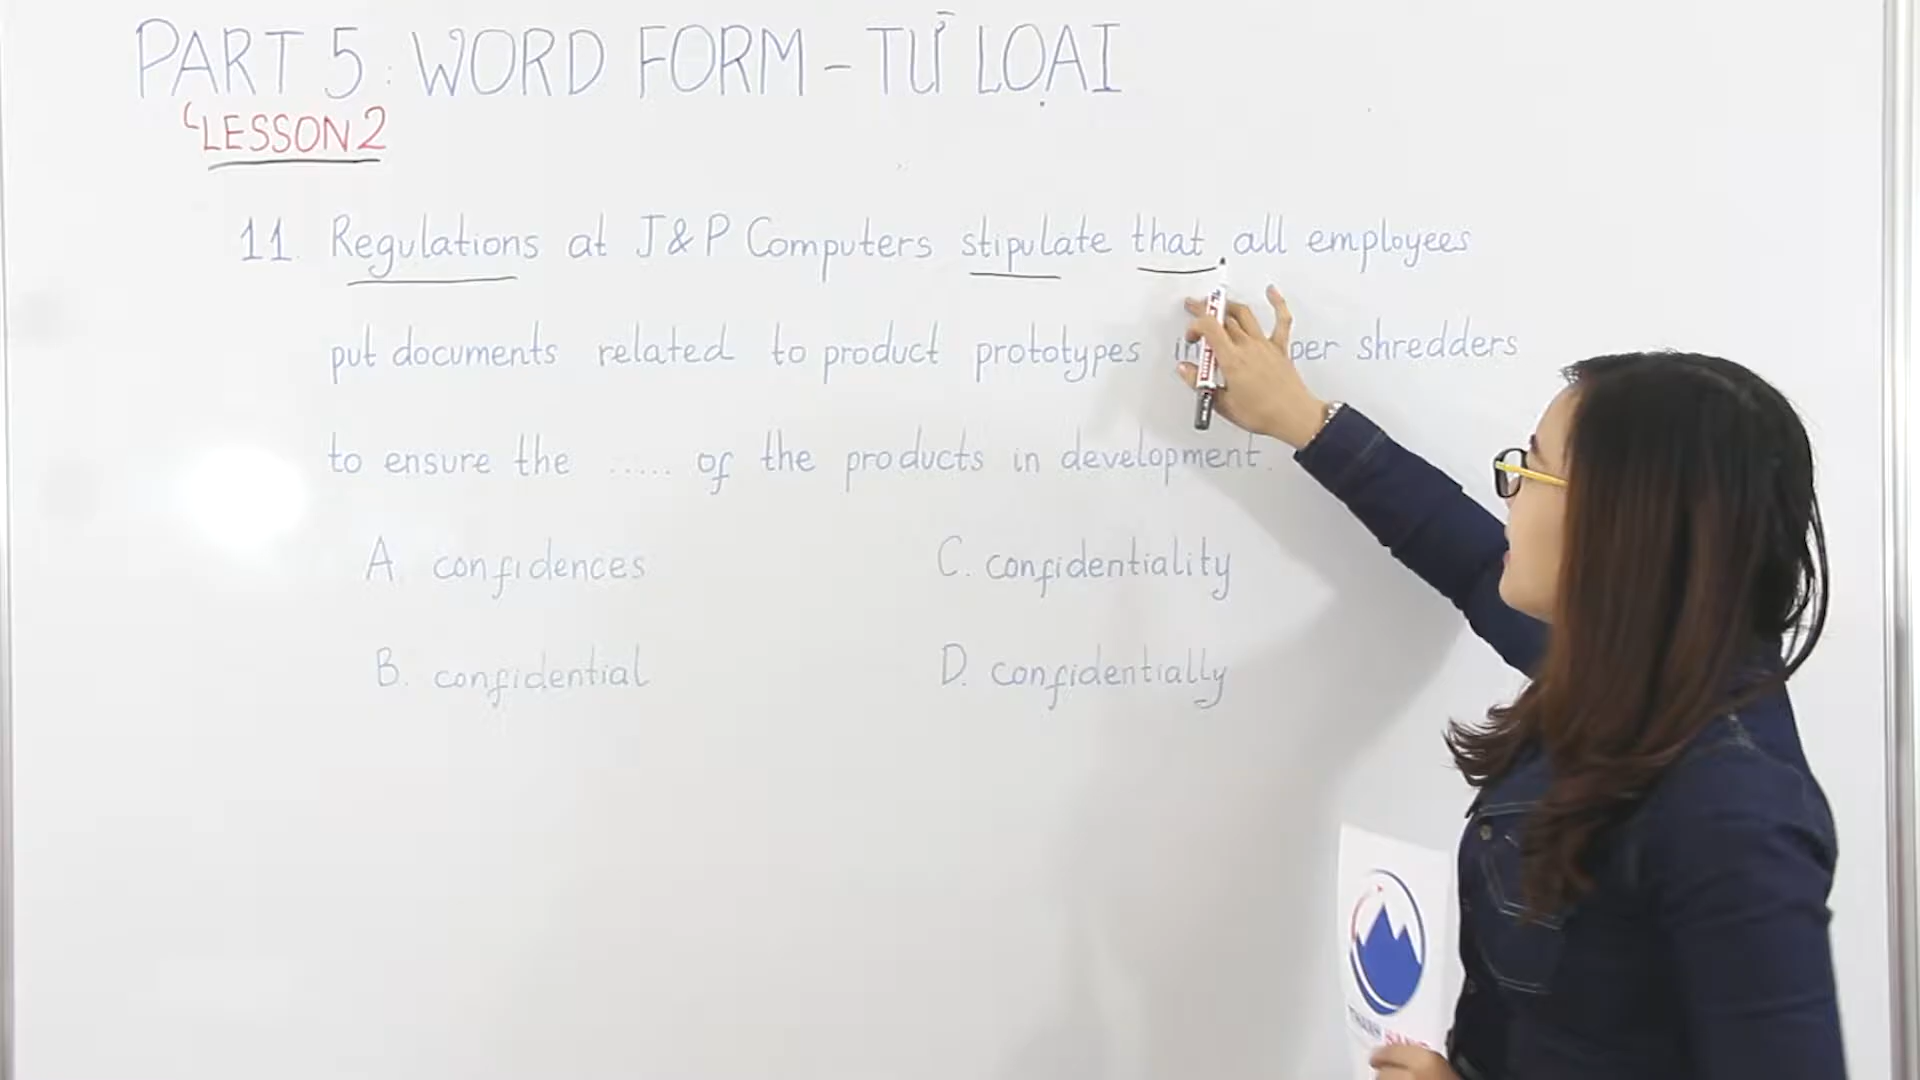 PART 5: WORD FORM - TỪ LOẠI
LESSON 2
11. Regulations at J&P Computers stipulate that all employees
put documents related to product prototypes shredders
to ensure the ...... of the products in development.
A. confidences
C. confidentiality
B. confidential
D. confidentially